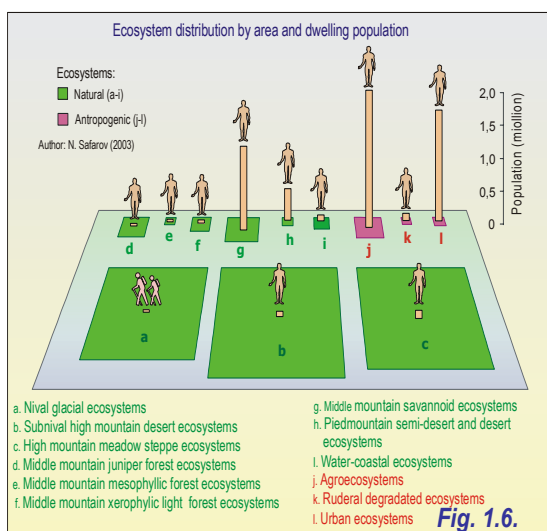 Ecosystem distribution by area and dwelling population
Ecosystems:
Natural (a-i)
Antropogenic (j-l)
Author: N. Safarov (2003)
2,0
1,5
1,0
0,5
0
Population (miollion)
d
e
f
g
h
i
j
k
l
a
b
c
a. Nival glacial ecosystems
b. Subnival high mountain desert ecosystems
c. High mountain meadow steppe ecosystems
d. Middle mountain juniper forest ecosystems
e. Middle mountain mesophyllic forest ecosystems
f. Middle mountain xerophylic light forest ecosystems
g. Middle mountain savannoid ecosystems
h. Piedmountain semi-desert and desert
ecosystems
I. Water-coastal ecosystems
j. Agroecosystems
k. Ruderal degradated ecosystems
l. Urban ecosystems
Fig. 1.6.